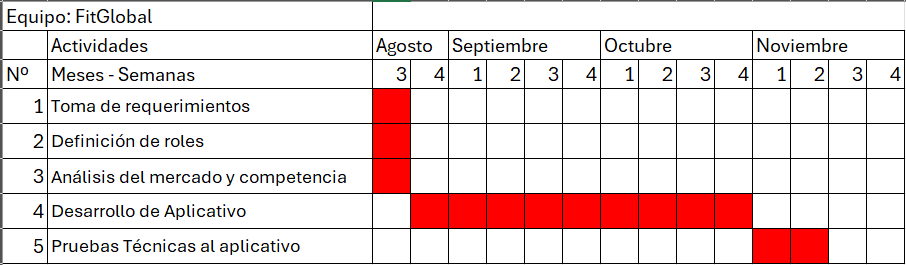 Equipo: FitGlobal
Actividades Agosto Septiembre Octubre Noviembre
Nº Meses - Semanas 3 4 1 2 3 4 1 2 3 4 1 2 3 4
1 Toma de requerimientos
2 Definición de roles
3 Análisis del mercado y competencia
4 Desarrollo de Aplicativo
5 Pruebas Técnicas al aplicativo